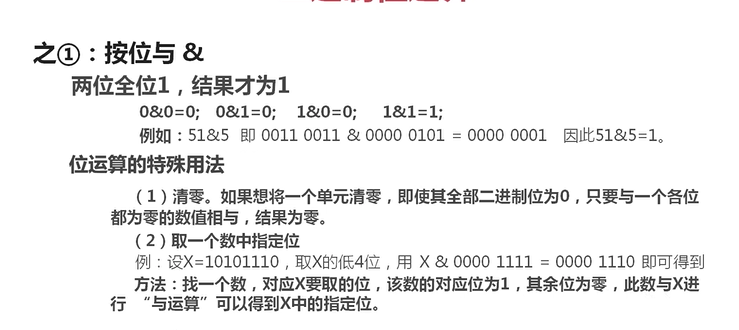 之①：按位与 &
两位全位1，结果才为1
0&0=0; 0&1=0; 1&0=0; 1&1=1;
例如：51&5 即 0011 0011 & 0000 0101 = 0000 0001 因此51&5=1。
位运算的特殊用法
（1）清零。如果想将一个单元清零，即使其全部二进制位为0，只要与一个各位
都为零的数值相与，结果为零。
（2）取一个数中指定位
例：设X=10101110，取X的低4位，用 X & 0000 1111 = 0000 1110 即可得到
方法：找一个数，对应X要取的位，该数的对应位为1，其余位为零，此数与X进
行 “与运算”可以得到X中的指定位。